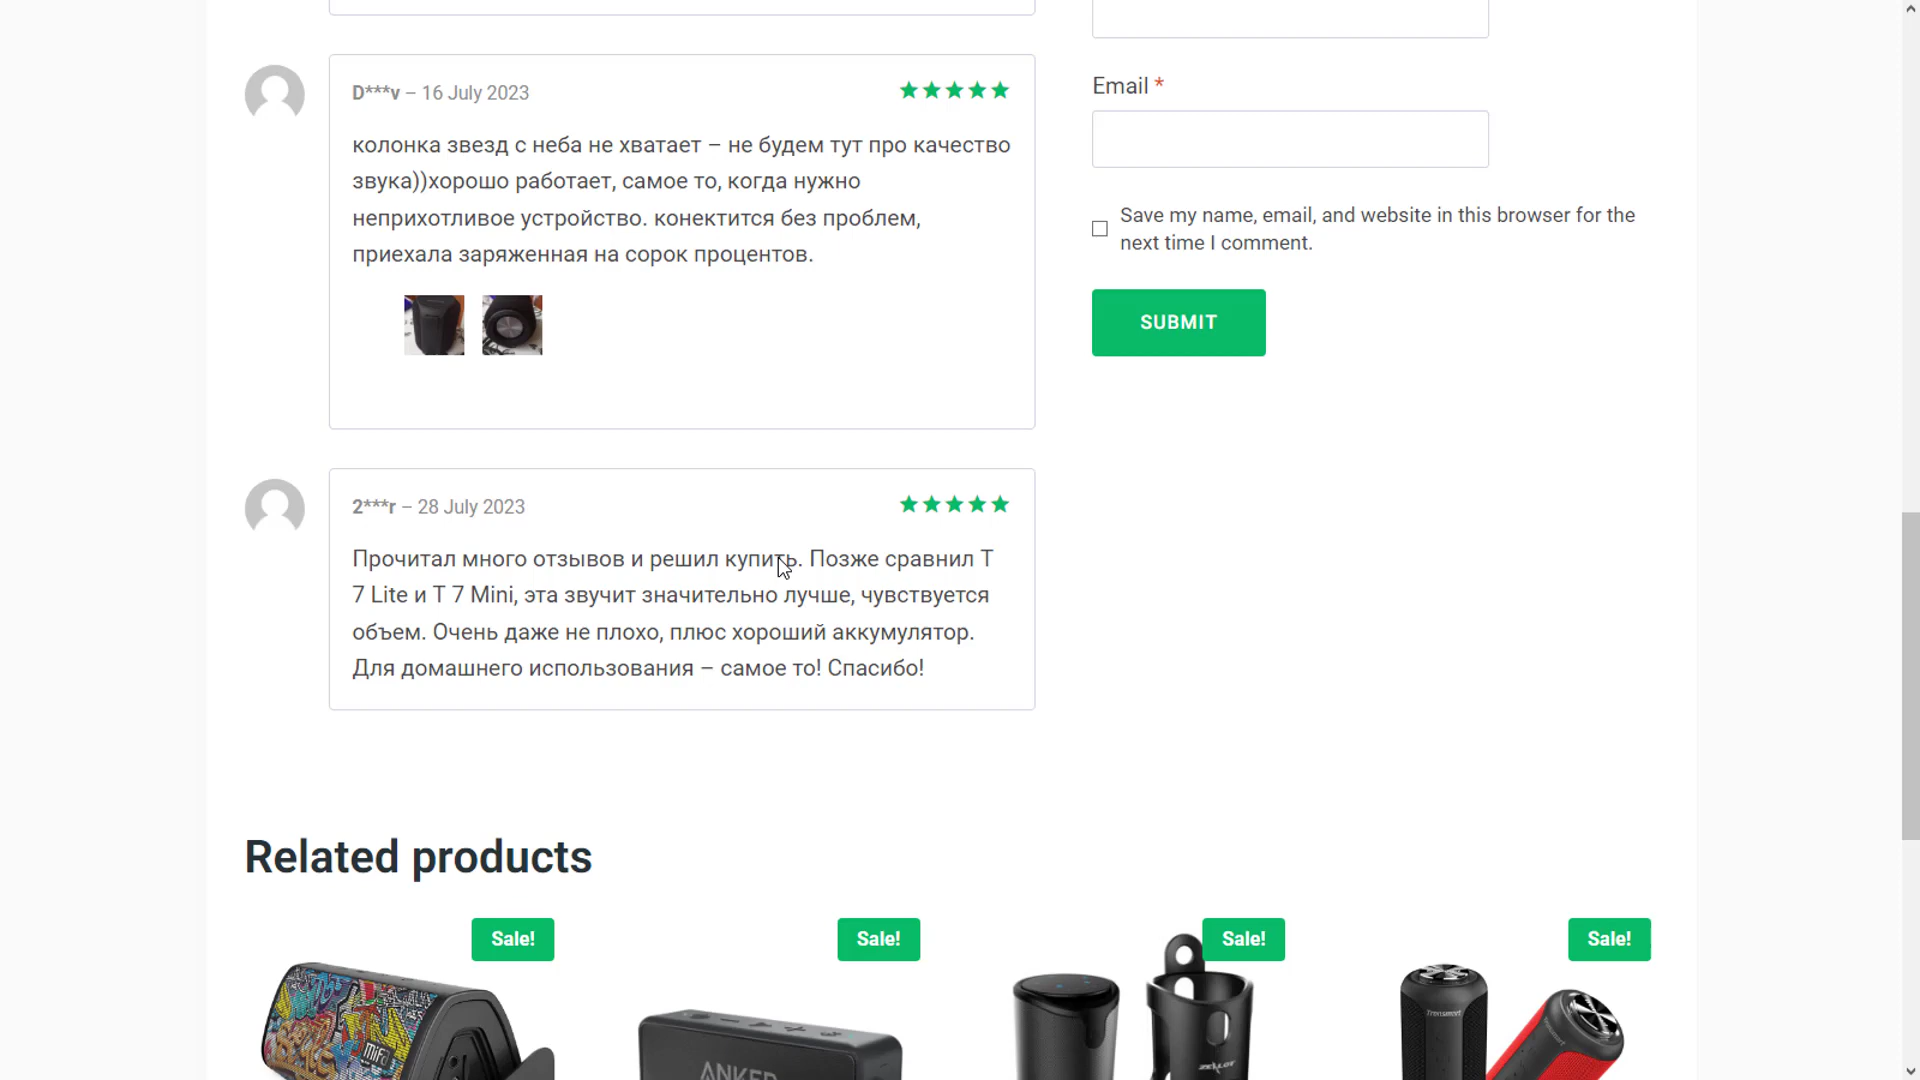 D***v – 16 July 2023
колонка звезд с неба не хватает – не будем тут про качество
звука))хорошо работает, самое то, когда нужно
неприхотливое устройство. конектится без проблем,
приехала заряженная на сорок процентов.
2***r – 28 July 2023
Прочитал много отзывов и решил купить. Позже сравнил T
7 Lite и T 7 Mini, эта звучит значительно лучше, чувствуется
объем. Очень даже не плохо, плюс хороший аккумулятор.
Для домашнего использования – самое то! Спасибо!
Email *
Save my name, email, and website in this browser for the
next time I comment.
SUBMIT
Related products
Sale!
Sale!
Sale!
Sale!
mifa
ANKER
ZEALOT
Tronsmart